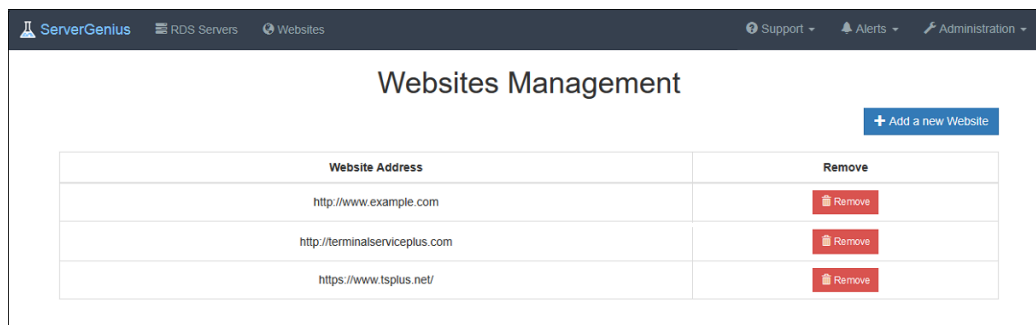 ServerGenius RDS Servers Websites Support Alerts Administration
Websites Management
Add a new Website
Website Address Remove
http://www.example.com Remove
http://terminalserviceplus.com Remove
https://www.tsplus.net/ Remove